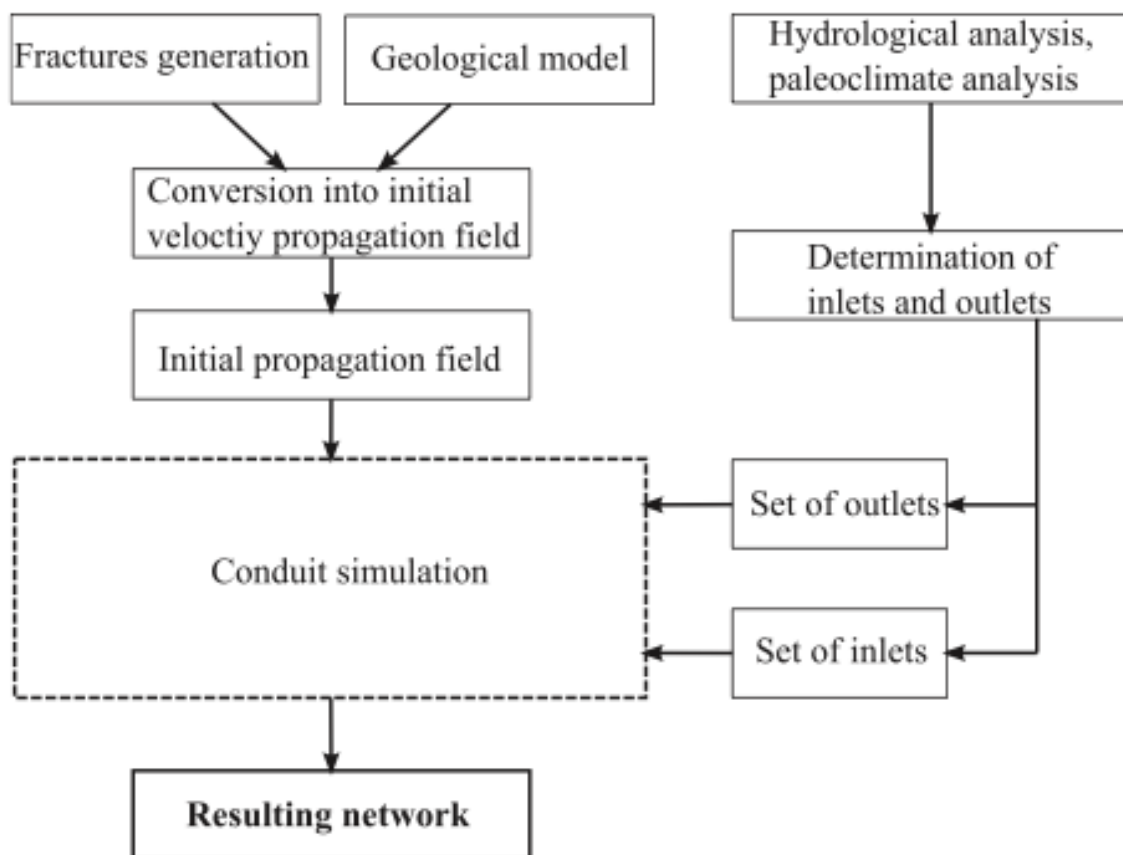 Fractures generation
Geological model
Hydrological analysis,
paleoclimate analysis
Conversion into initial
veloctiy propagation field
Determination of
inlets and outlets
Initial propagation field
Set of outlets
Conduit simulation
Set of inlets
Resulting network